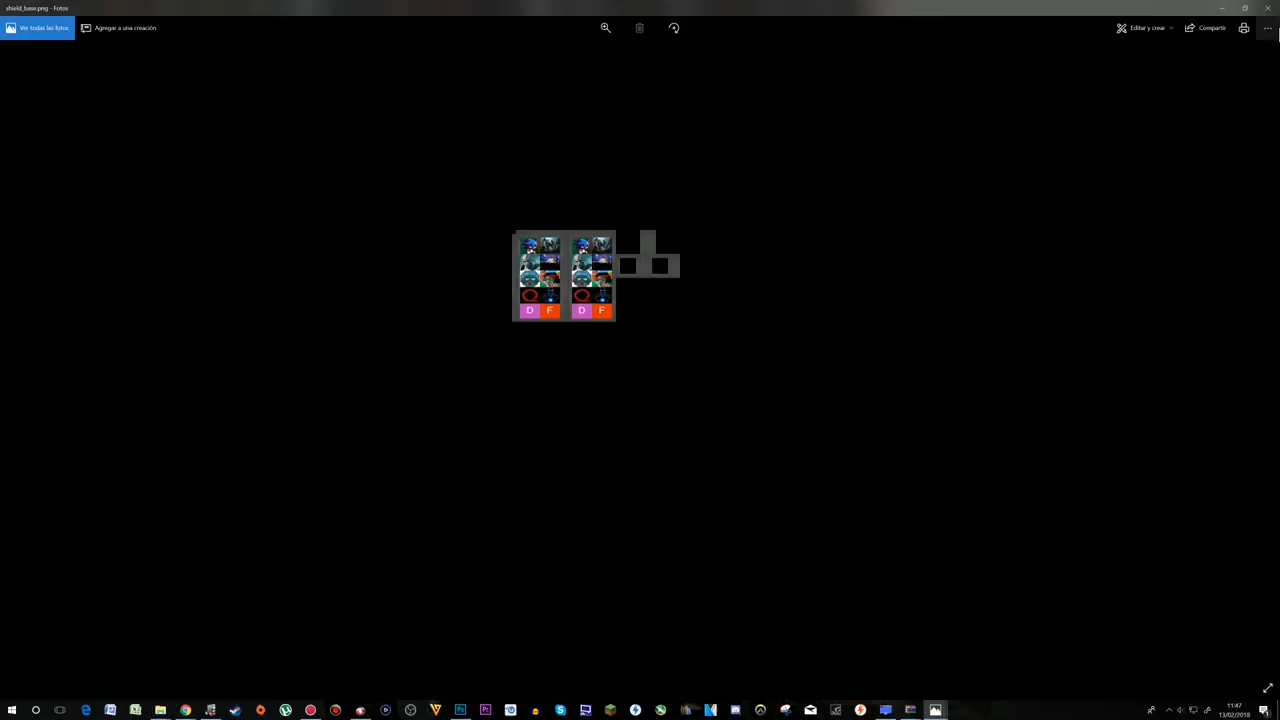 shield_base.png - Fotos
Ver todas las fotos
Agregar a una creación
Editar y crear
Compartir
D F D F
11:47
13/02/2018